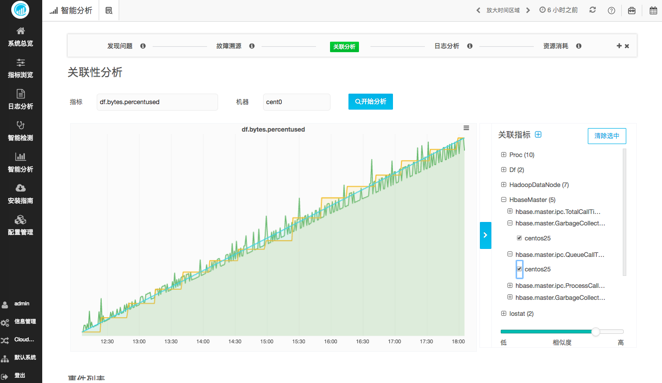 智能分析
放大时间区域
6 小时之前
系统总览
指标浏览
日志分析
智能检测
智能分析
安装指南
配置管理
admin
信息管理
Cloud...
默认系统
登出
发现问题
故障溯源
关联分析
日志分析
资源消耗
关联性分析
指标
df.bytes.percentused
机器
cent0
开始分析
df.bytes.percentused
12:30
13:00
13:30
14:00
14:30
15:00
15:30
16:00
16:30
17:00
17:30
18:00
关联指标
清除选中
Proc (10)
Df (2)
HadoopDataNode (7)
HbaseMaster (5)
hbase.master.ipc.TotalCallTi...
hbase.master.GarbageCollect...
centos25
hbase.master.ipc.QueueCallT...
centos25
hbase.master.ipc.ProcessCall...
hbase.master.GarbageCollect...
Iostat (2)
低
相似度
高
事件列表